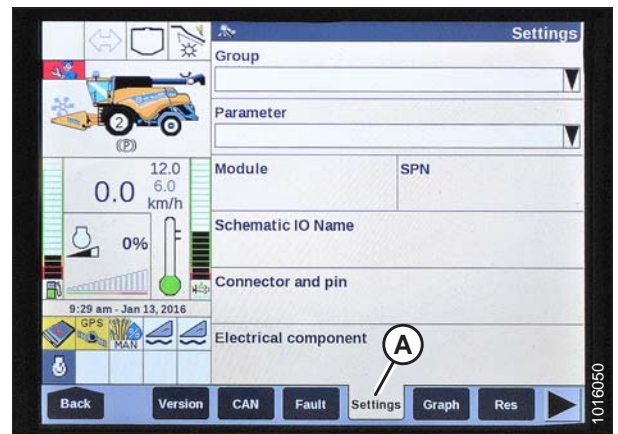 Settings
Group
Parameter
2
(P)
12.0
6.0
0.0
km/h
Module
SPN
0%
Schematic IO Name
Connector and pin
9:29 am - Jan 13, 2016
GPS
MAN
Electrical component
A
Back
Version
CAN
Fault
Settings
Graph
Res
1016050